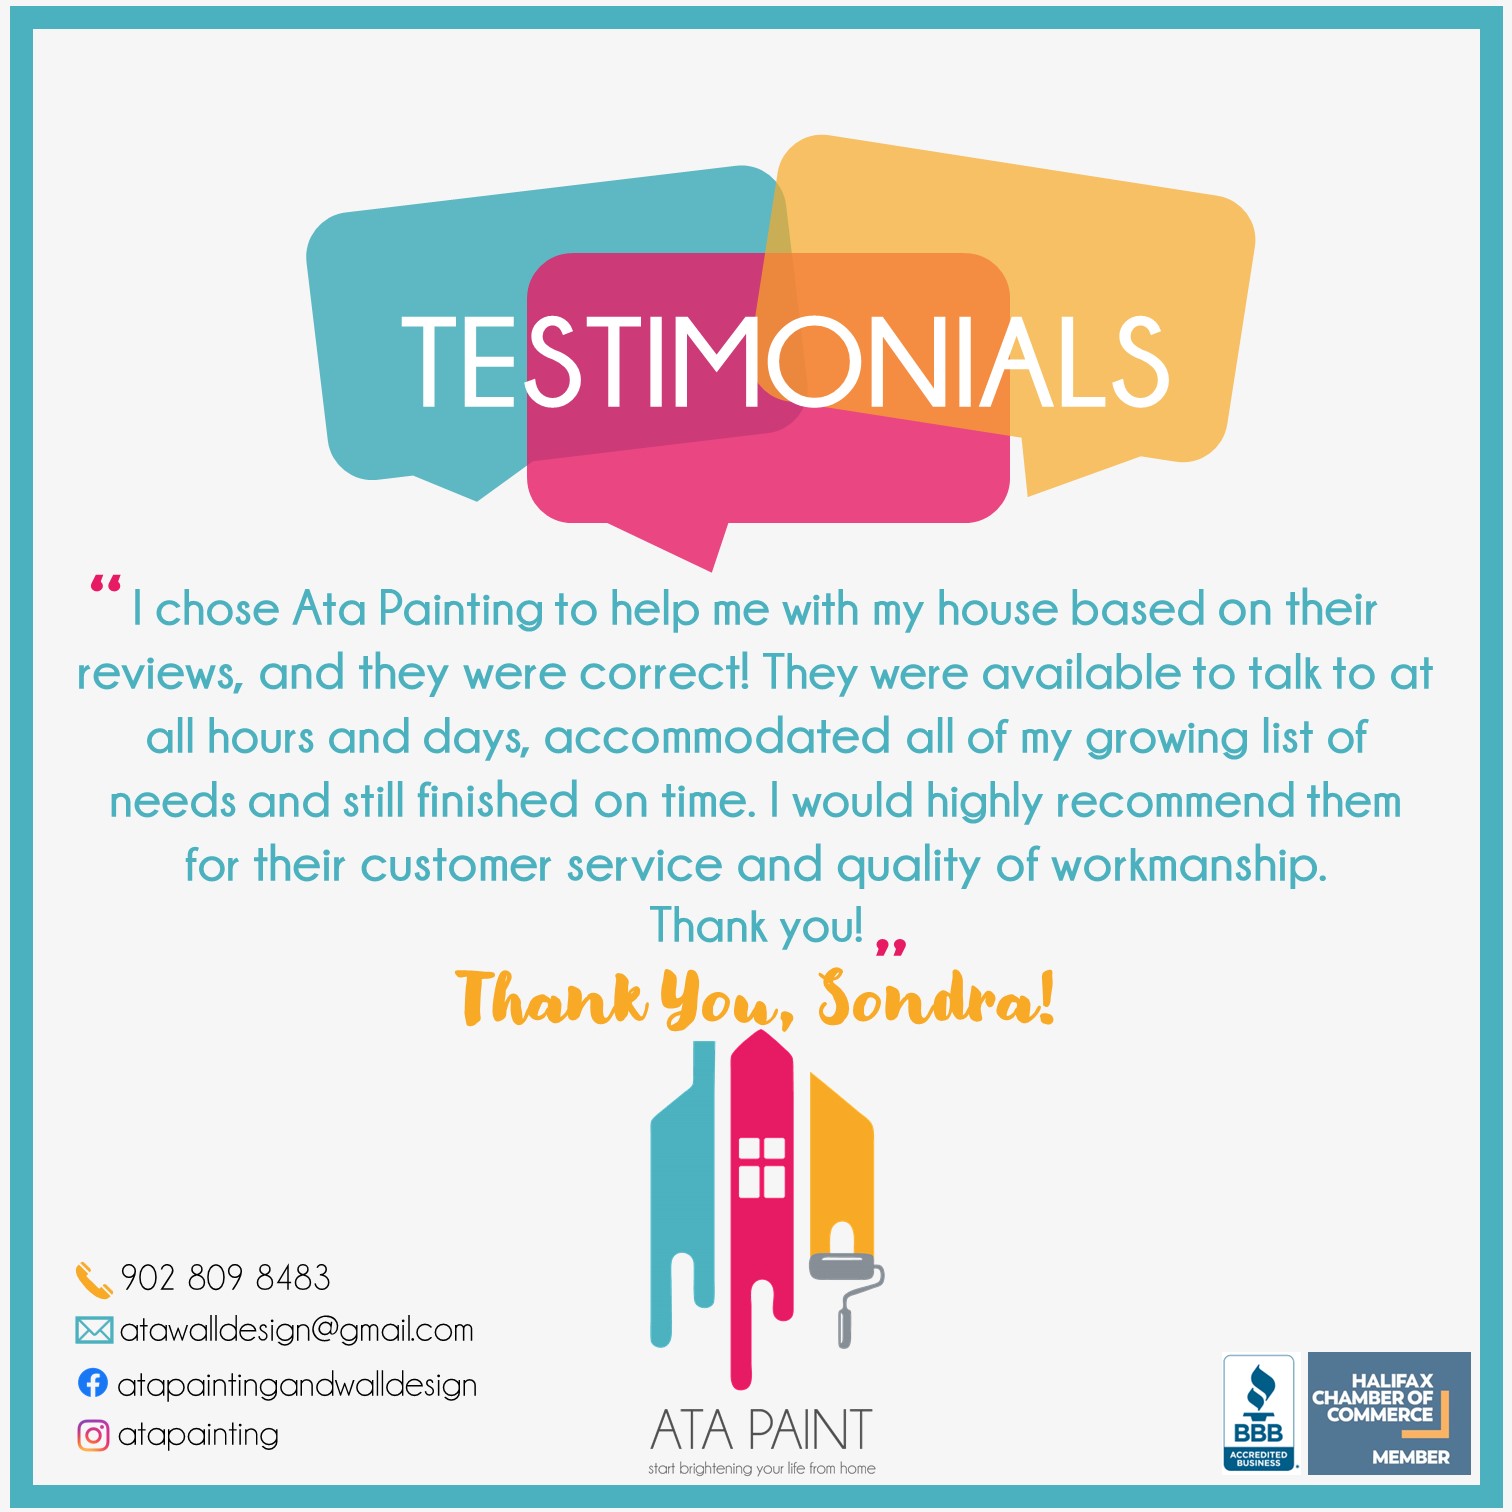 TESTIMONIALS
“ I chose Ata Painting to help me with my house based on their
reviews, and they were correct! They were available to talk to at
all hours and days, accommodated all of my growing list of
needs and still finished on time. I would highly recommend them
for their customer service and quality of workmanship.
Thank you! ”
Thank You, Sondra!
902 809 8483
atawalldesign@gmail.com
atapaintingandwalldesign
atapainting
ATA PAINT
start brightening your life from home
BBB
ACCREDITED
BUSINESS
HALIFAX
CHAMBER OF
COMMERCE
MEMBER